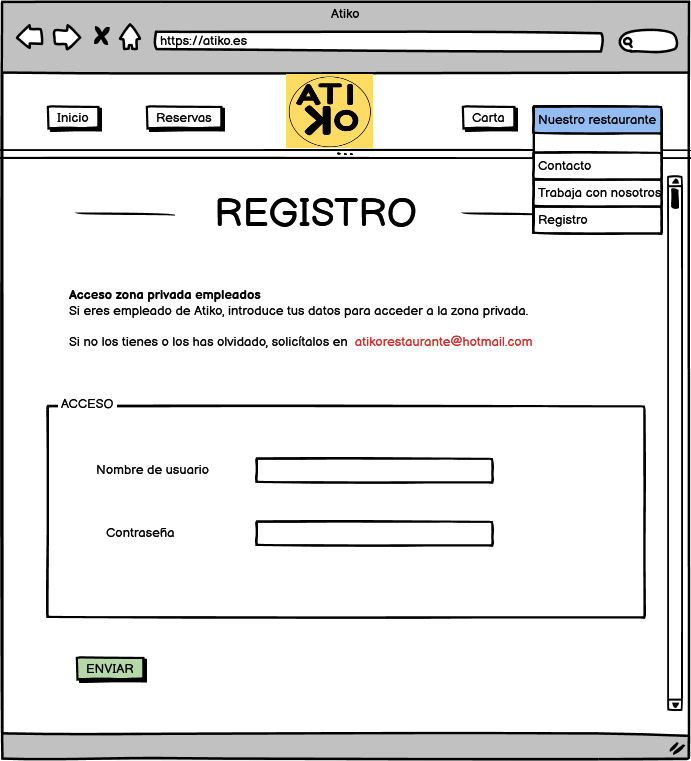 Atiko
https://atiko.es
Inicio
Reservas
ATI
KO
Carta
Nuestro restaurante
Contacto
Trabaja con nosotros
Registro
REGISTRO
Acceso zona privada empleados
Si eres empleado de Atiko, introduce tus datos para acceder a la zona privada.
Si no los tienes o los has olvidado, solicítalos en atikorestaurante@hotmail.com
ACCESO
Nombre de usuario
Contraseña
ENVIAR